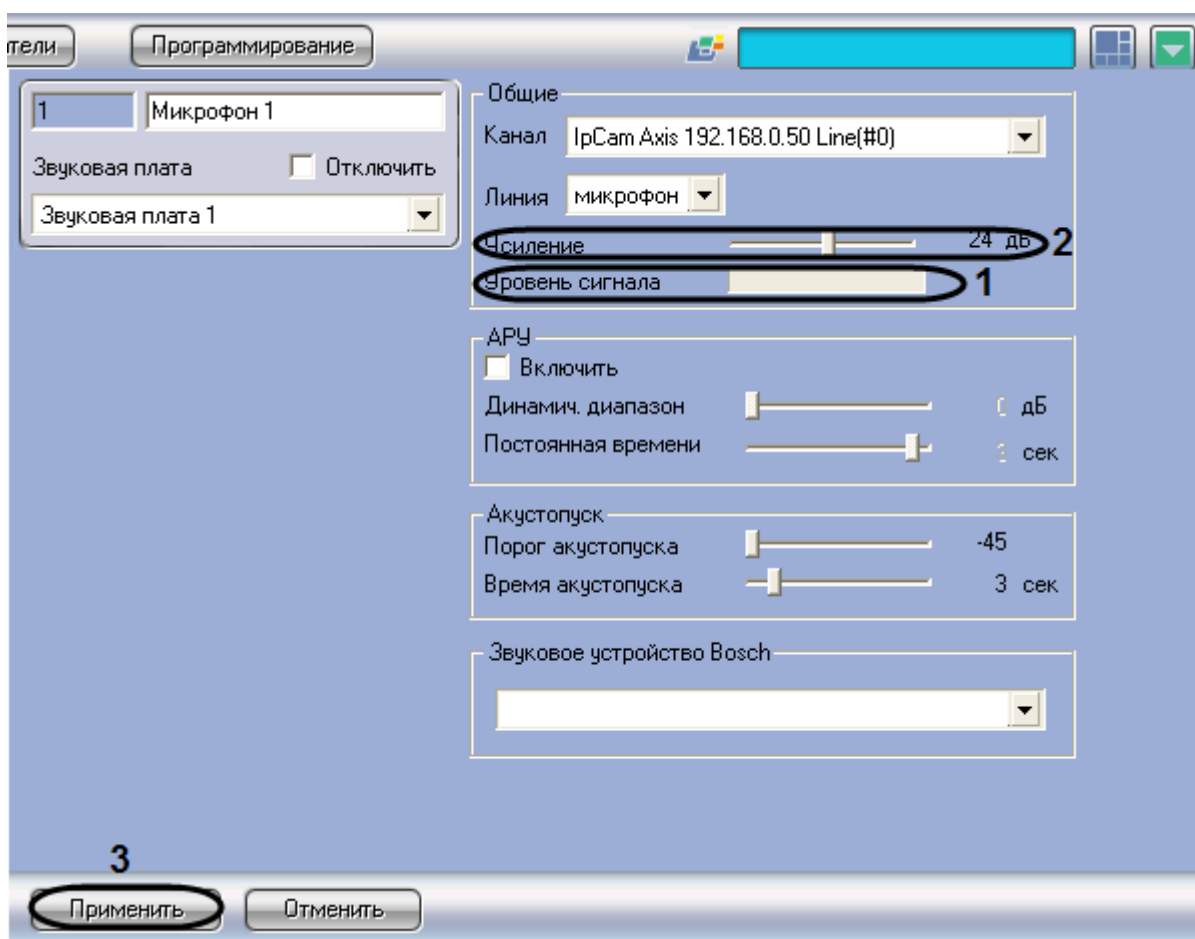 тели
Программирование
1
Микрофон 1
Звуковая плата
Отключить
Звуковая плата 1
Общие
Канал
IpCam Axis 192.168.0.50 Line(#0)
Линия
микрофон
Усиление
24 дБ
2
Уровень сигнала
1
АРУ
Включить
Динамич. диапазон
дБ
Постоянная времени
сек
Акустопуск
Порог акустопуска
-45
Время акустопуска
3 сек
Звуковое устройство Bosch
3
Применить
Отменить